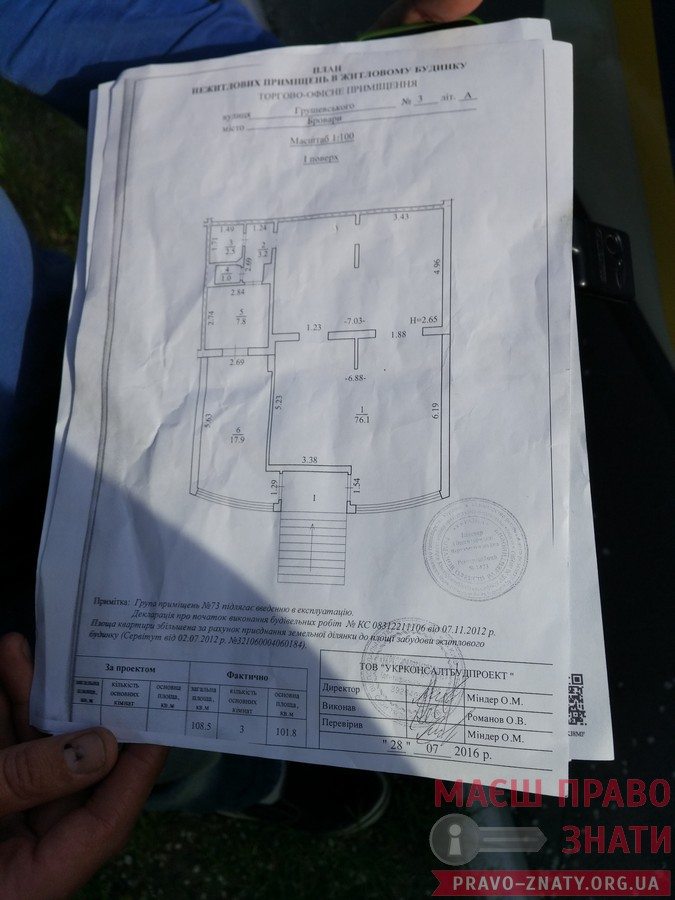 ПЛАН
НЕЖИТЛОВИХ ПРИМІЩЕНЬ В ЖИТЛОВОМУ БУДИНКУ
ТОРГОВО-ОФІСНЕ ПРИМІЩЕННЯ
вулиця Грушевського № 3 літ. А
місто Бровари
Масштаб 1:100
1 поверх
1.49 1.24 3.43
1.71 3 2.5 2 3.2
4 1.0 2.69 4.96
2.84
2.74 5 7.8
1.23 -7.03- 1.88 Н=2.65
2.69
-6.88-
5.63 5.23 1 76.1 6.19
6 17.9
3.38
1.29 1 1.54
Примітка: Група приміщень №73 підлягає введенню в експлуатацію.
Декларація про початок виконання будівельних робіт № КС 08312211106 від 07.11.2012 р.
Площа квартири збільшена за рахунок приєднання земельної ділянки до площі забудови житлового
будинку (Сервітут від 02.07.2012 р. №321060004060184).
За проектом Фактично
загальна площа, кв.м кількість основних кімнат основна площа, кв.м загальна площа, кв.м кількість основних кімнат основна площа, кв.м
108.5 3 101.8
ТОВ "УКРКОНСАЛТБУДПРОЕКТ"
Директор Міндер О.М.
Виконав Романов О.В.
Перевірив Міндер О.М.
"28" 07 2016 р.
МАЄШ ПРАВО
ЗНАТИ
PRAVO-ZNATY.ORG.UA